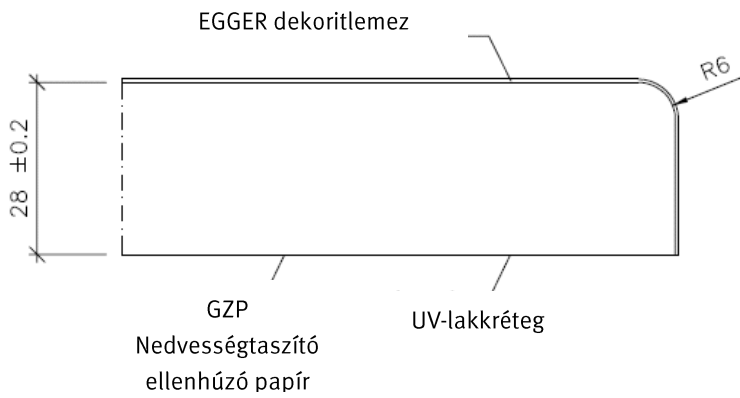 EGGER dekoritlemez
R6
28 ±0.2
GZP
Nedvességtaszító
ellenhúzó papír
UV-lakkréteg